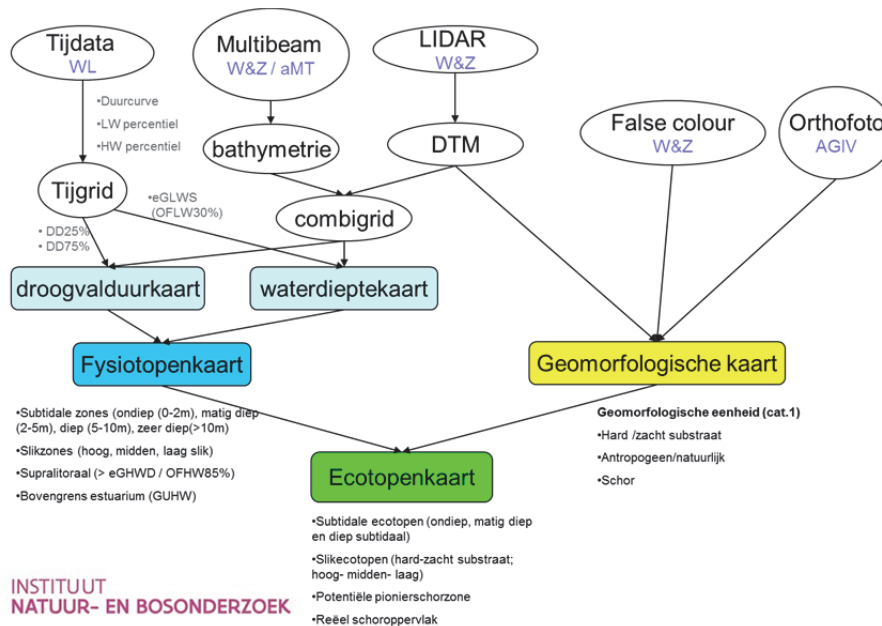 Tijdata
WL
Multibeam
W&Z / aMT
LIDAR
W&Z
•Duurcurve
•LW percentiel
•HW percentiel
bathymetrie
DTM
False colour
W&Z
Orthofoto
AGIV
Tijgrid
•eGLWS
(OFLW30%)
combigrid
• DD25%
• DD75%
droogvalduurkaart
waterdieptekaart
Fysiotopenkaart
Geomorfologische kaart
•Subtidale zones (ondiep (0-2m), matig diep
(2-5m), diep (5-10m), zeer diep(>10m)
•Slikzones (hoog, midden, laag slik)
•Supralitoraal (> eGHWD / OFHW85%)
•Bovengrens estuarium (GUHW)
Geomorfologische eenheid (cat.1)
•Hard /zacht substraat
•Antropogeen/natuurlijk
•Schor
Ecotopenkaart
•Subtidale ecotopen (ondiep, matig diep
en diep subtidaal)
•Slikecotopen (hard-zacht substraat;
hoog- midden- laag)
•Potentiële pionierschorzone
•Reëel schoroppervlak
INSTITUUT
NATUUR- EN BOSONDERZOEK